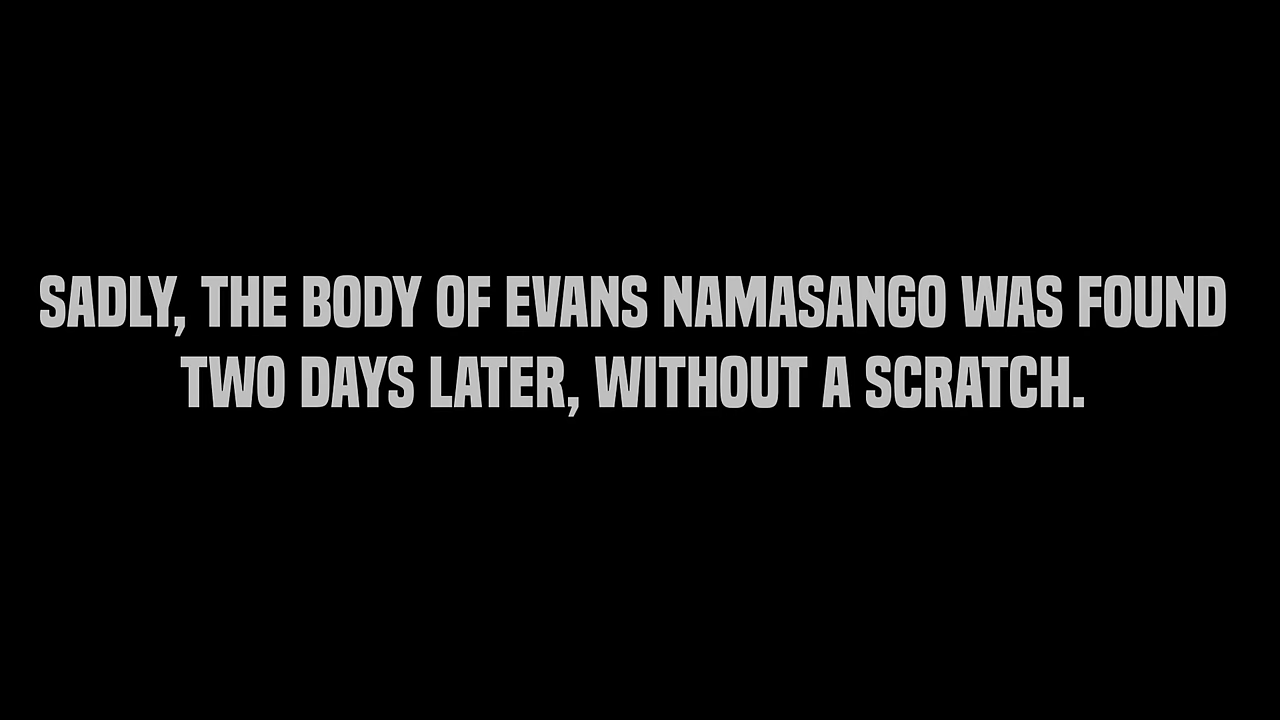 SADLY, THE BODY OF EVANS NAMASANGO WAS FOUND
TWO DAYS LATER, WITHOUT A SCRATCH.